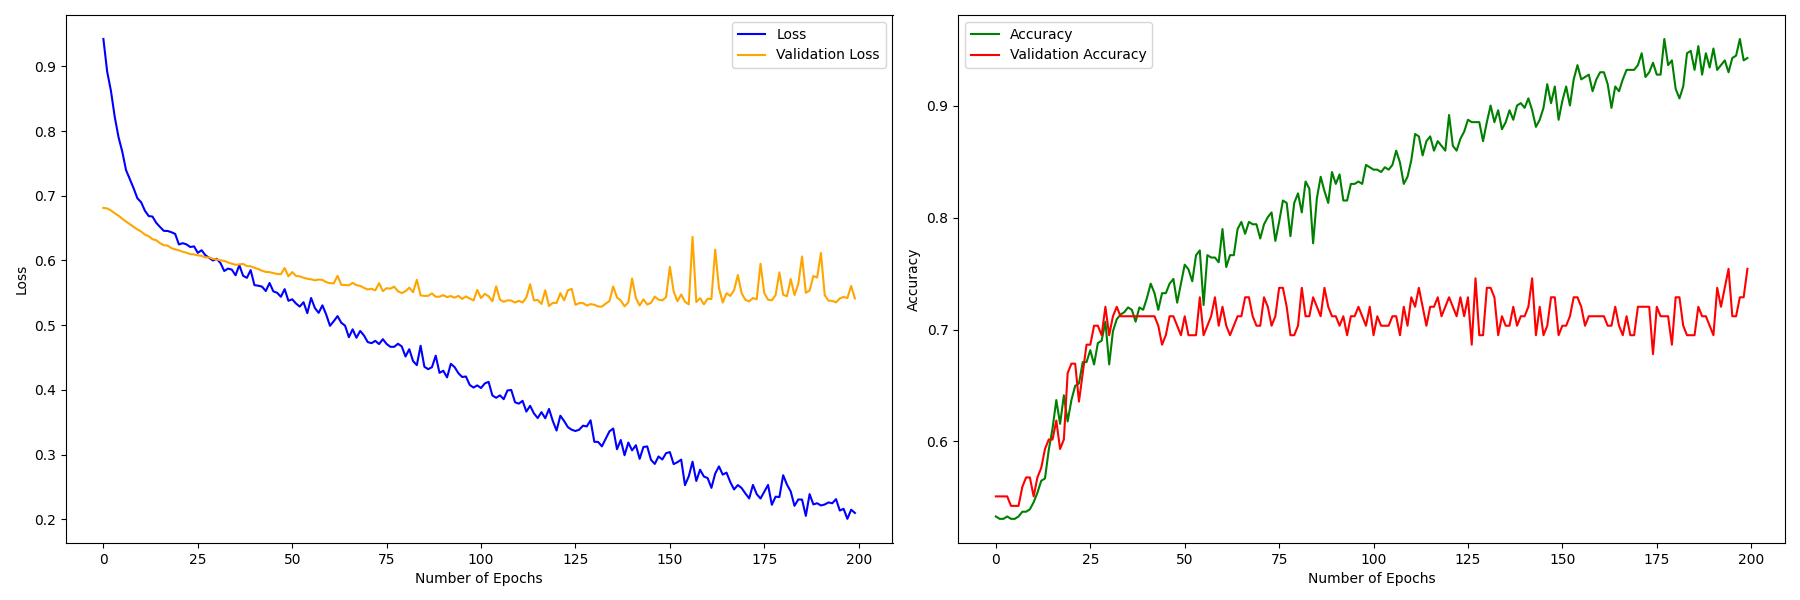 Loss
Validation Loss
0.9
0.8
0.7
0.6
0.5
0.4
0.3
0.2
Loss
0 25 50 75 100 125 150 175 200
Number of Epochs
Accuracy
Validation Accuracy
0.9
0.8
0.7
0.6
Accuracy
0 25 50 75 100 125 150 175 200
Number of Epochs